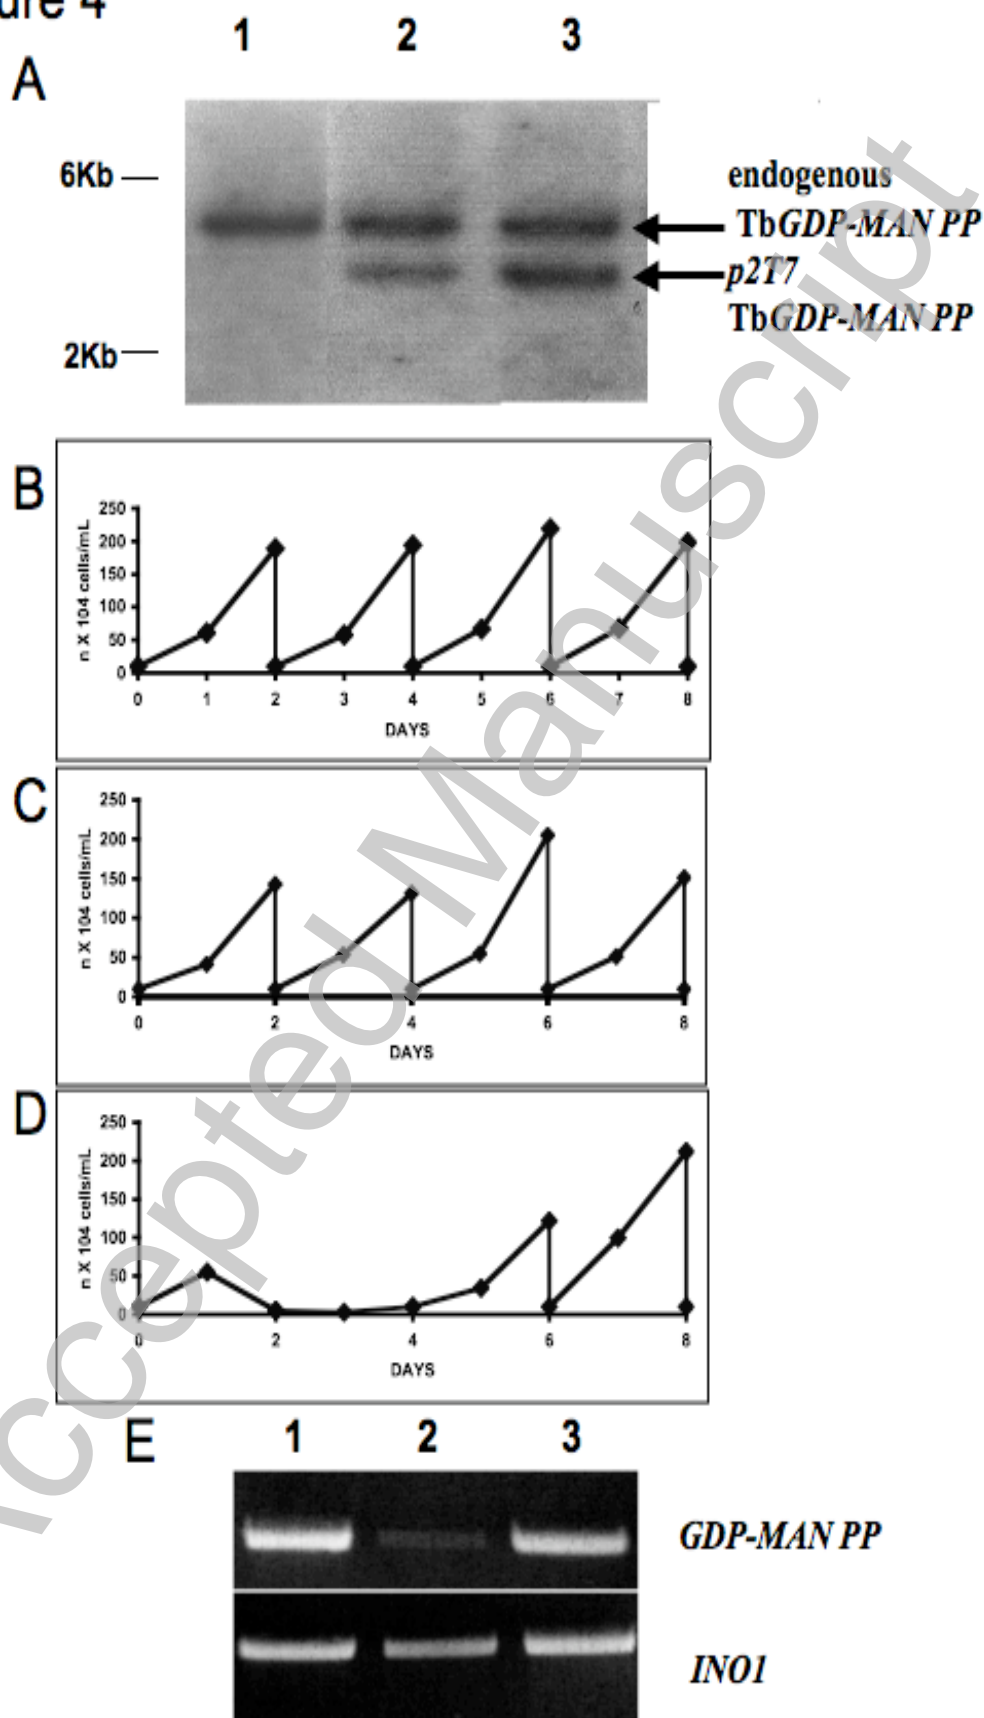 ure 4
1 2 3
A
6Kb
endogenous
TbGDP-MAN PP
p2T7
TbGDP-MAN PP
2Kb
B
n X 104 cells/mL
250
200
150
100
50
0
0 1 2 3 4 5 6 7 8
DAYS
C
n X 104 cells/mL
250
200
150
100
50
0
0 2 4 6 8
DAYS
D
n X 104 cells/mL
250
200
150
100
50
0
0 2 4 6 8
DAYS
E
1 2 3
GDP-MAN PP
INO1
Accepted Manuscript